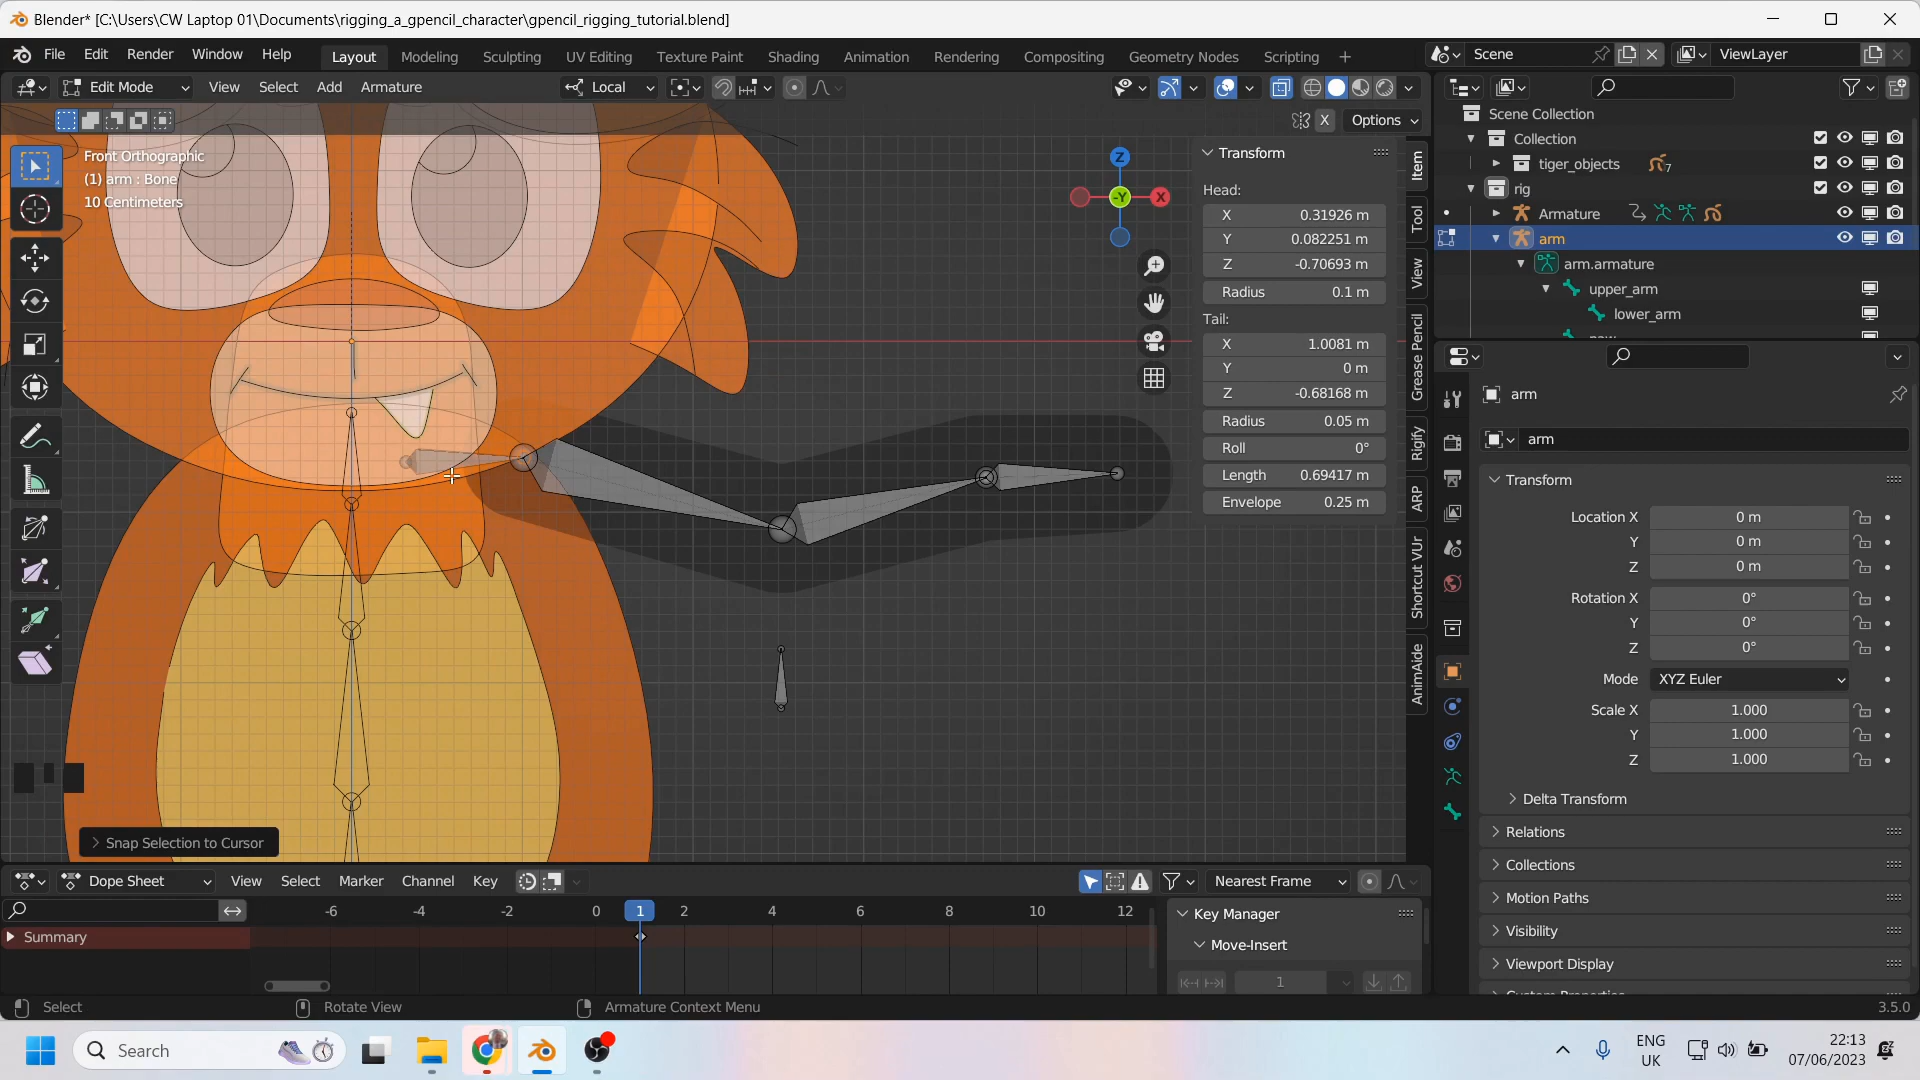 Blender* [C:\Users\CW Laptop 01\Documents\rigging_a_gpencil_character\gpencil_rigging_tutorial.blend]
File Edit Render Window Help Layout Modeling Sculpting UV Editing Texture Paint Shading Animation Rendering Compositing Geometry Nodes Scripting + Scene ViewLayer
Edit Mode View Select Add Armature Local
X Options
Front Orthographic
(1) arm : Bone
10 Centimeters
Z
X
-Y
Transform
Head:
X 0.31926 m
Y 0.082251 m
Z -0.70693 m
Radius 0.1 m
Tail:
X 1.0081 m
Y 0 m
Z -0.68168 m
Radius 0.05 m
Roll 0°
Length 0.69417 m
Envelope 0.25 m
Item
Tool
View
Grease Pencil
Rigify
ARP
Shortcut VUr
AnimAide
Scene Collection
Collection
tiger_objects 7
rig
Armature
arm
arm.armature
upper_arm
lower_arm
arm
arm
Transform
Location X 0 m
Y 0 m
Z 0 m
Rotation X 0°
Y 0°
Z 0°
Mode XYZ Euler
Scale X 1.000
Y 1.000
Z 1.000
Delta Transform
Relations
Collections
Motion Paths
Visibility
Viewport Display
Snap Selection to Cursor
Dope Sheet View Select Marker Channel Key Nearest Frame
-6 -4 -2 0 1 2 4 6 8 10 12
Summary
Key Manager
Move-Insert
1
Select Rotate View Armature Context Menu 3.5.0
Search
ENG
UK
22:13
07/06/2023